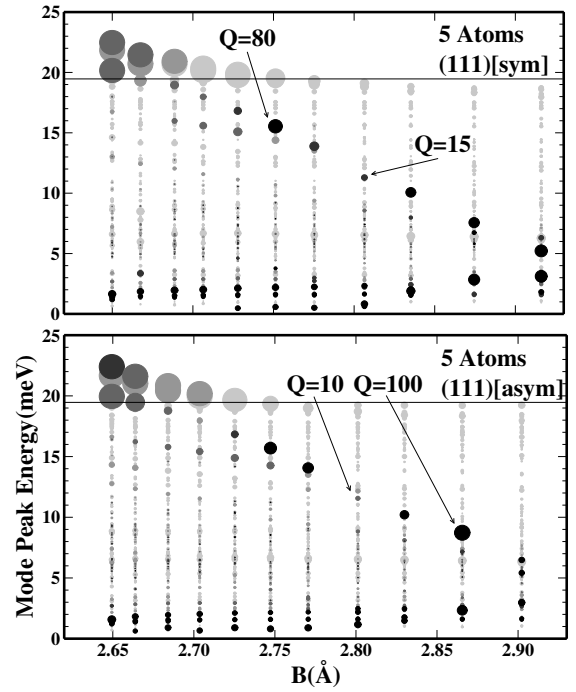 25
20
15
10
5
0
Q=80
5 Atoms
(111)[sym]
Q=15
25
20
15
10
5
0
5 Atoms
Q=10 Q=100
(111)[asym]
Mode Peak Energy(meV)
2.65 2.70 2.75 2.80 2.85 2.90
B(Å)